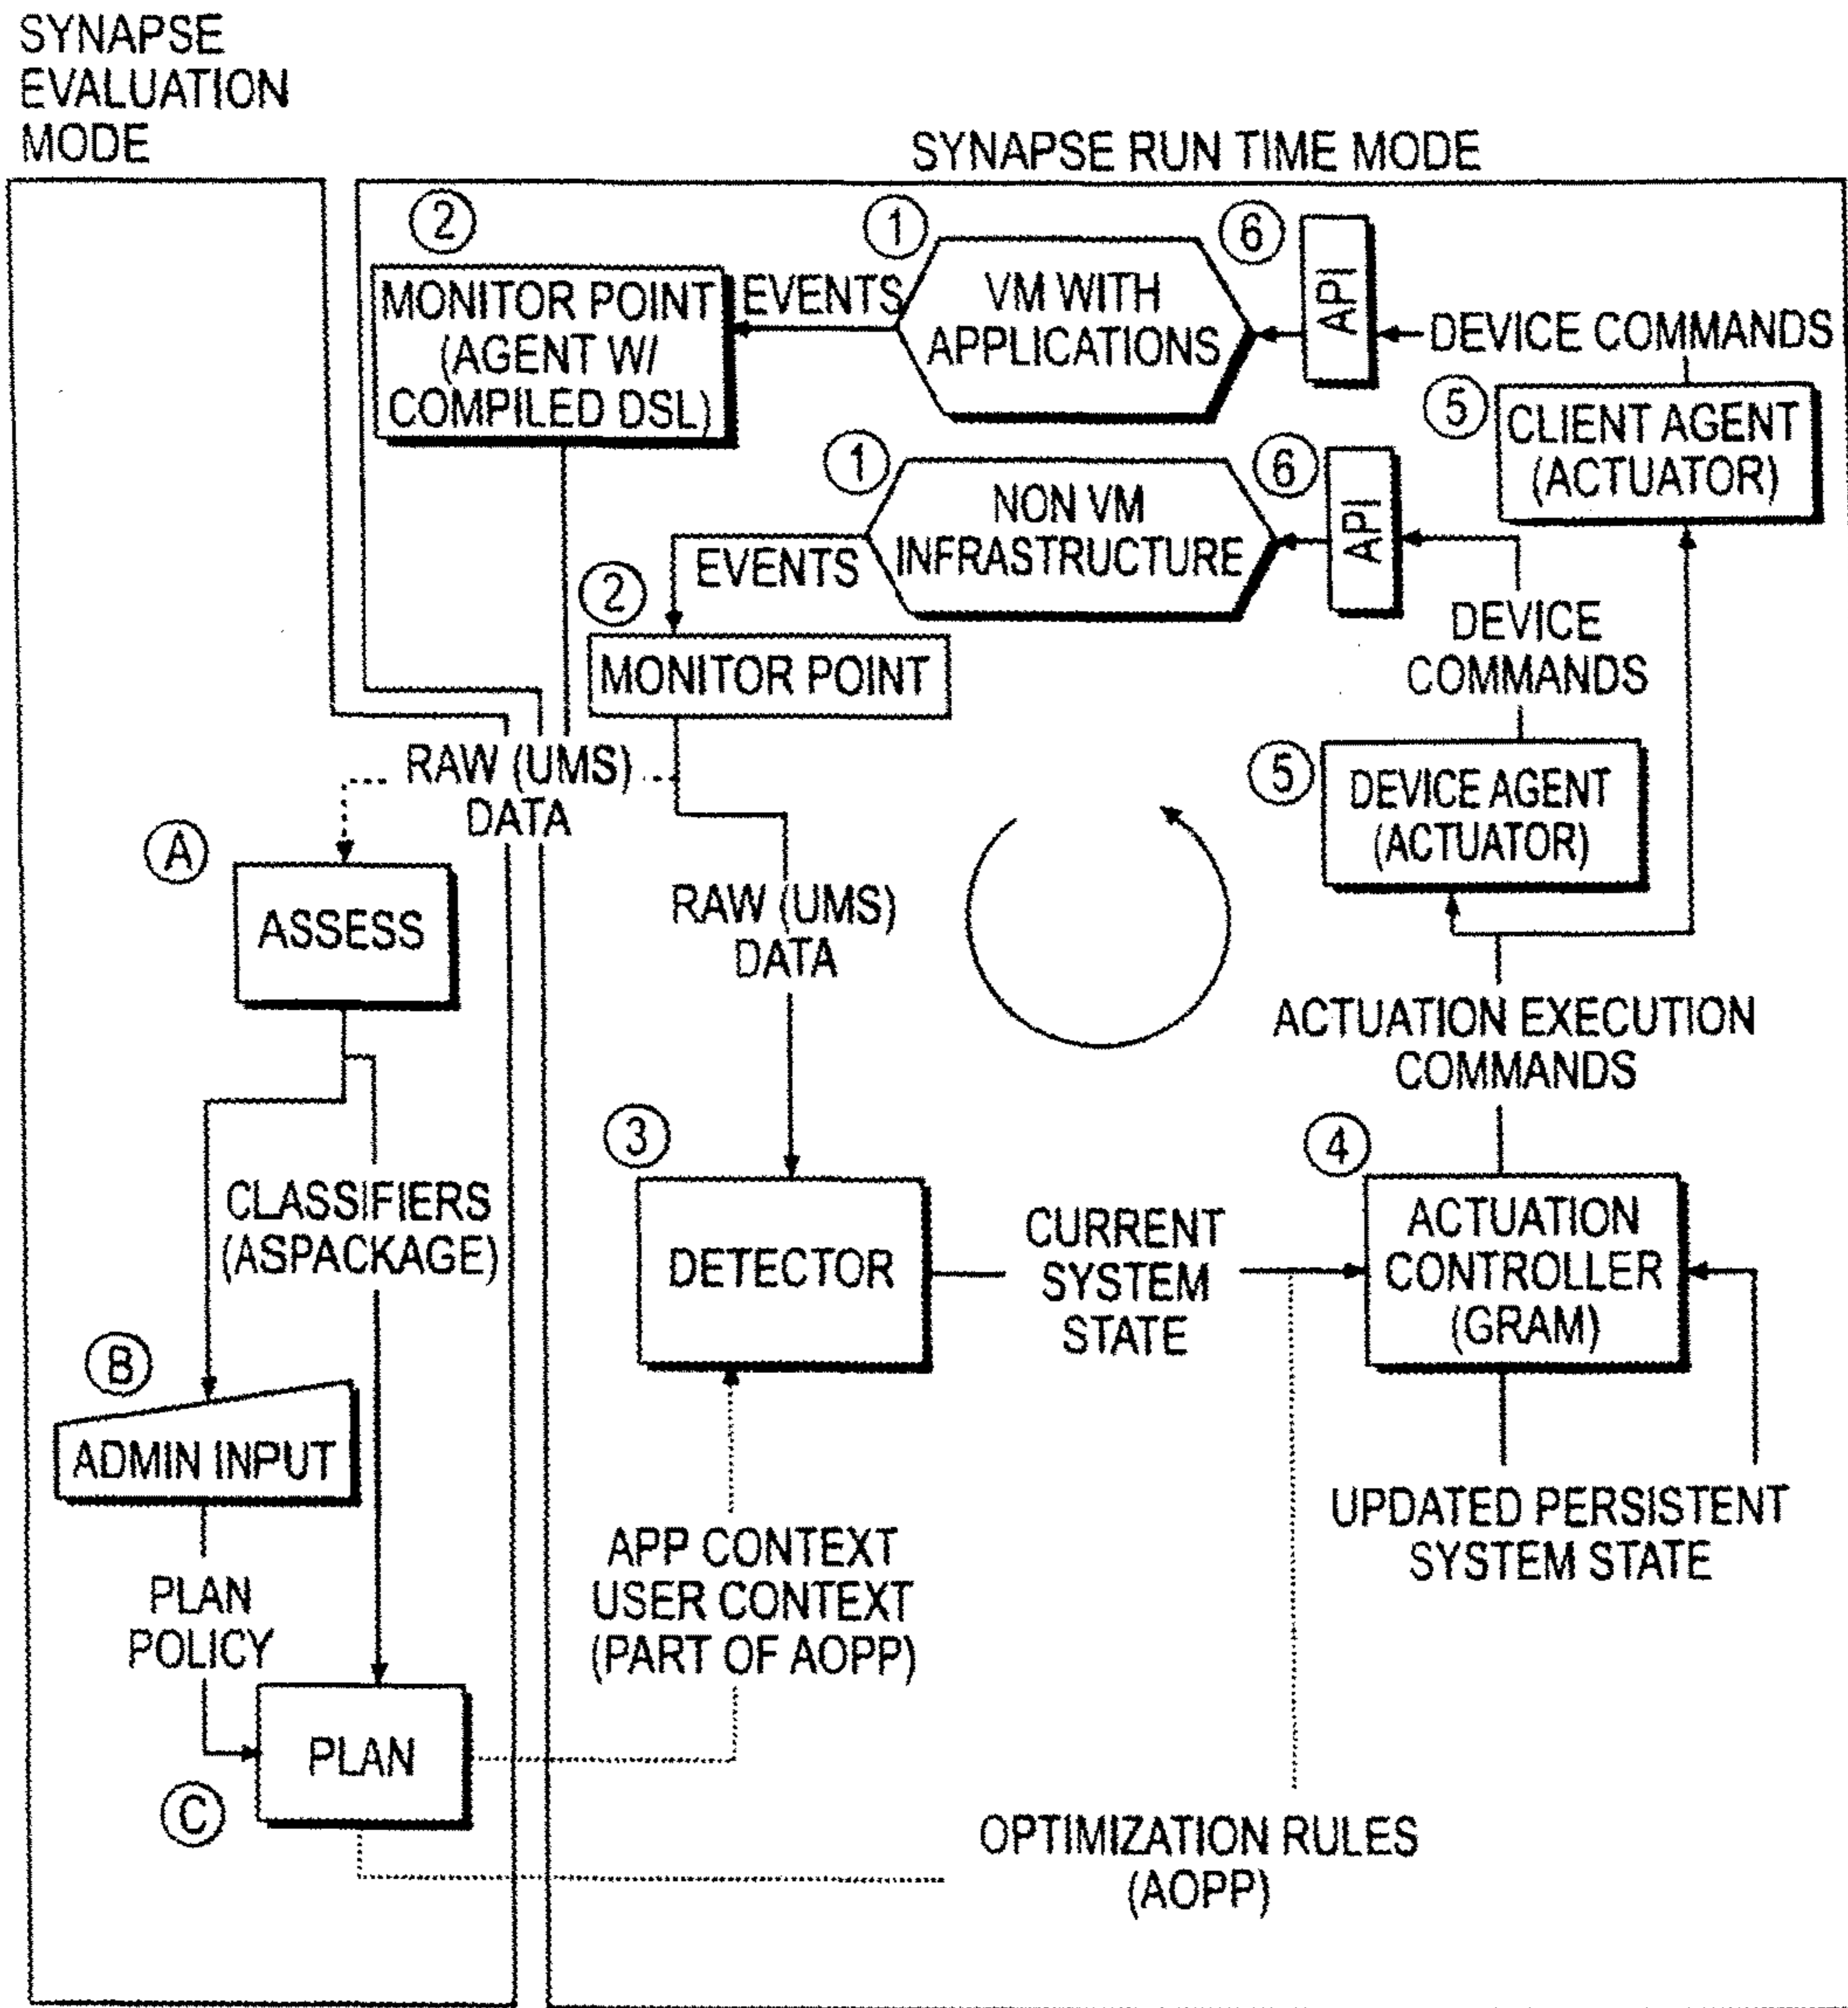 SYNAPSE
EVALUATION
MODE
SYNAPSE RUN TIME MODE
2
MONITOR POINT
(AGENT W/
COMPILED DSL)
EVENTS
1
VM WITH
APPLICATIONS
6
API
DEVICE COMMANDS
5
CLIENT AGENT
(ACTUATOR)
1
NON VM
INFRASTRUCTURE
6
API
EVENTS
2
MONITOR POINT
DEVICE
COMMANDS
RAW (UMS)
DATA
5
DEVICE AGENT
(ACTUATOR)
A
ASSESS
RAW (UMS)
DATA
ACTUATION EXECUTION
COMMANDS
3
DETECTOR
CURRENT
SYSTEM
STATE
4
ACTUATION
CONTROLLER
(GRAM)
CLASSIFIERS
(ASPACKAGE)
B
ADMIN INPUT
UPDATED PERSISTENT
SYSTEM STATE
APP CONTEXT
USER CONTEXT
(PART OF AOPP)
PLAN
POLICY
PLAN
C
OPTIMIZATION RULES
(AOPP)